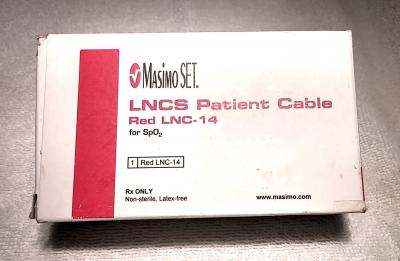 Masimo SET.
LNCS Patient Cable
Red LNC-14
for SpO₂
1 Red LNC-14
Rx ONLY
Non-sterile, Latex-free
www.masimo.com